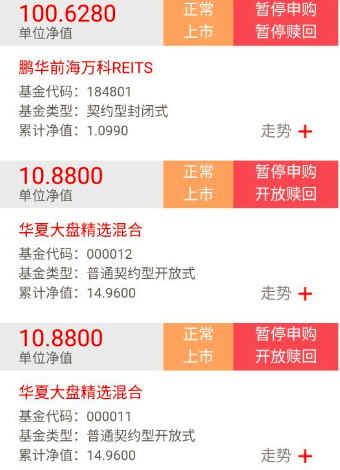 100.6280
单位净值
正常
上市
暂停申购
暂停赎回
鹏华前海万科REITS
基金代码：184801
基金类型：契约型封闭式
累计净值：1.0990
走势 +
10.8800
单位净值
正常
上市
暂停申购
开放赎回
华夏大盘精选混合
基金代码：000012
基金类型：普通契约型开放式
累计净值：14.9600
走势 +
10.8800
单位净值
正常
上市
暂停申购
开放赎回
华夏大盘精选混合
基金代码：000011
基金类型：普通契约型开放式
累计净值：14.9600
走势 +